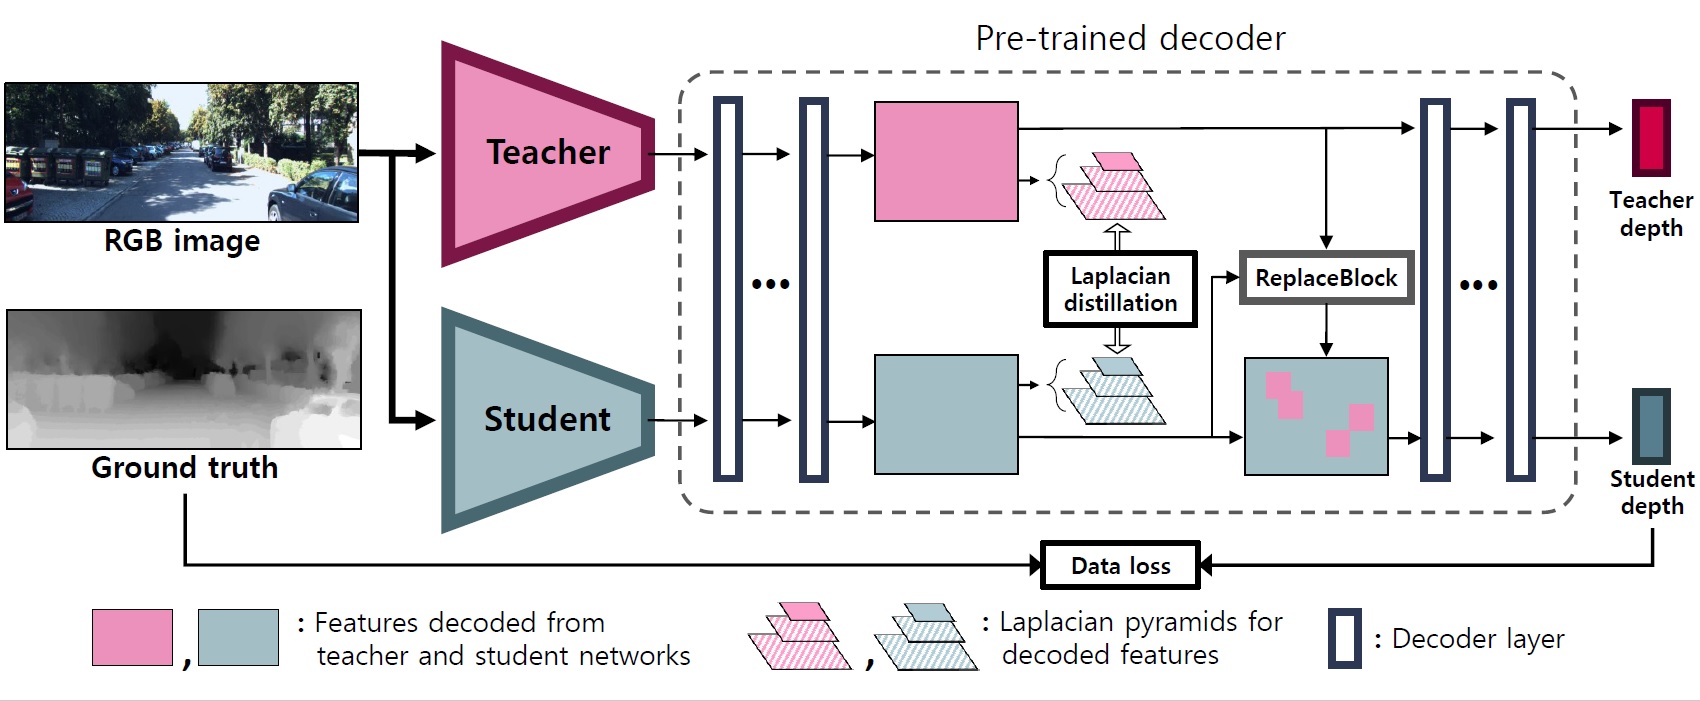 Pre-trained decoder
Teacher
RGB image
Teacher
depth
Laplacian
distillation
ReplaceBlock
Student
Ground truth
Student
depth
Data loss
: Features decoded from
teacher and student networks
,
: Laplacian pyramids for
decoded features
,
: Decoder layer